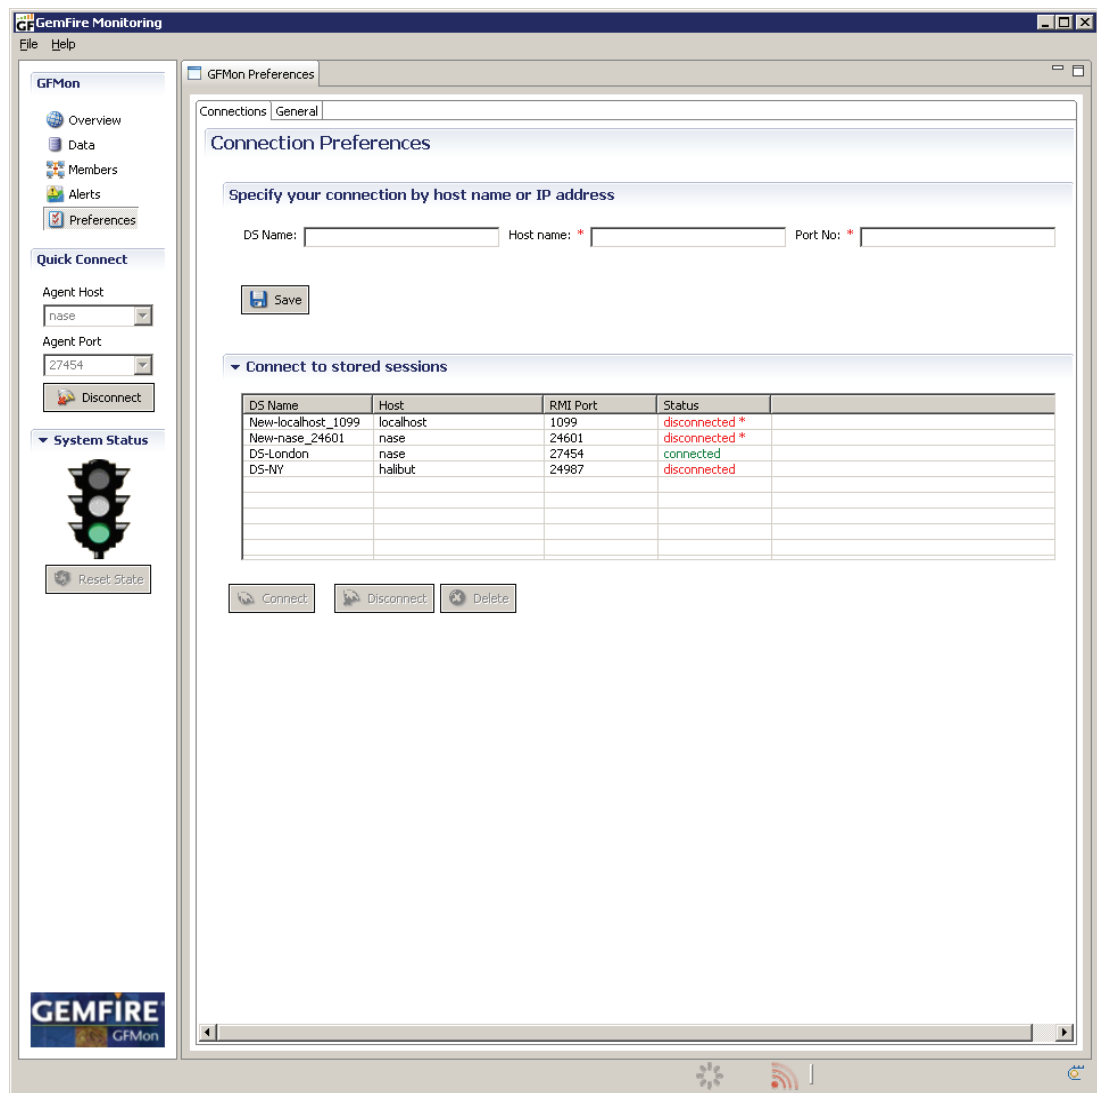 GF GemFire Monitoring
File Help
GFMon
Overview
Data
Members
Alerts
Preferences
Quick Connect
Agent Host
nase
Agent Port
27454
Disconnect
System Status
Reset State
GEMFIRE
GFMon
GFMon Preferences
Connections General
Connection Preferences
Specify your connection by host name or IP address
DS Name: Host name: * Port No: *
Save
Connect to stored sessions
DS Name Host RMI Port Status
New-localhost_1099 localhost 1099 disconnected *
New-nase_24601 nase 24601 disconnected *
DS-London nase 27454 connected
DS-NY halibut 24987 disconnected
Connect Disconnect Delete